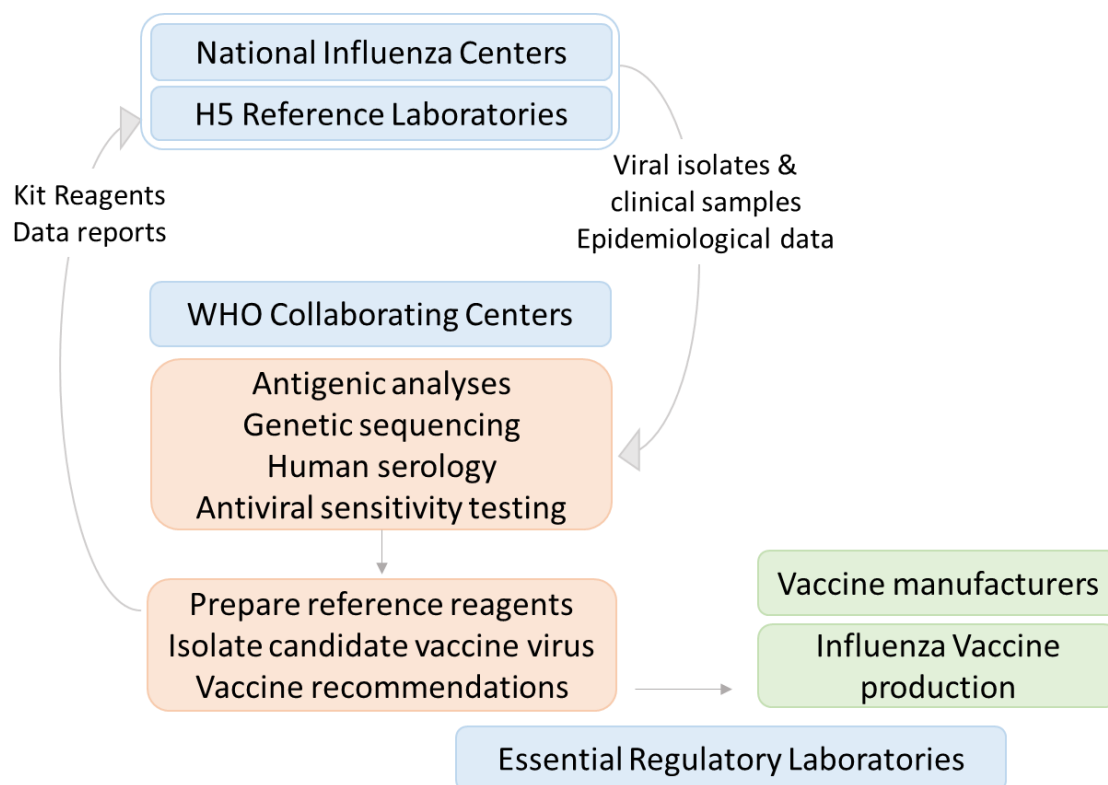 National Influenza Centers
H5 Reference Laboratories
Kit Reagents
Data reports
Viral isolates &
clinical samples
Epidemiological data
WHO Collaborating Centers
Antigenic analyses
Genetic sequencing
Human serology
Antiviral sensitivity testing
Prepare reference reagents
Isolate candidate vaccine virus
Vaccine recommendations
Vaccine manufacturers
Influenza Vaccine
production
Essential Regulatory Laboratories